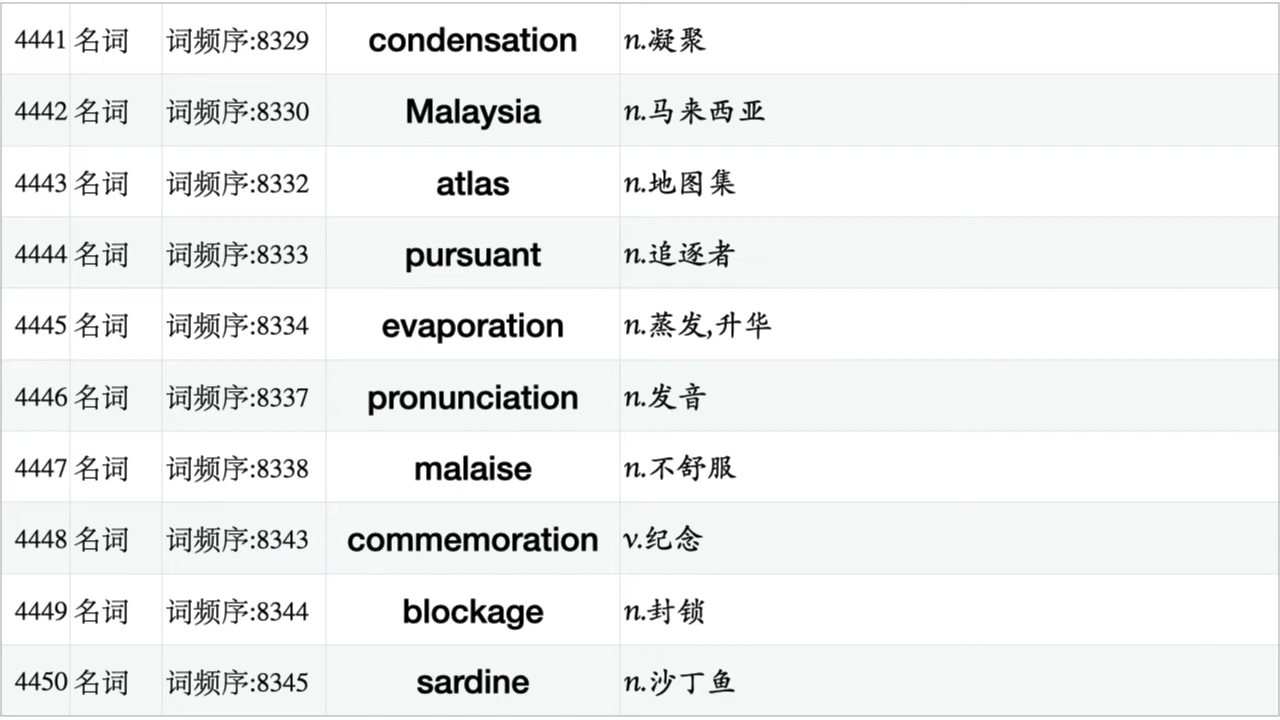 4441 名词 词频序:8329 condensation n.凝聚
4442 名词 词频序:8330 Malaysia n.马来西亚
4443 名词 词频序:8332 atlas n.地图集
4444 名词 词频序:8333 pursuant n.追逐者
4445 名词 词频序:8334 evaporation n.蒸发,升华
4446 名词 词频序:8337 pronunciation n.发音
4447 名词 词频序:8338 malaise n.不舒服
4448 名词 词频序:8343 commemoration v.纪念
4449 名词 词频序:8344 blockage n.封锁
4450 名词 词频序:8345 sardine n.沙丁鱼